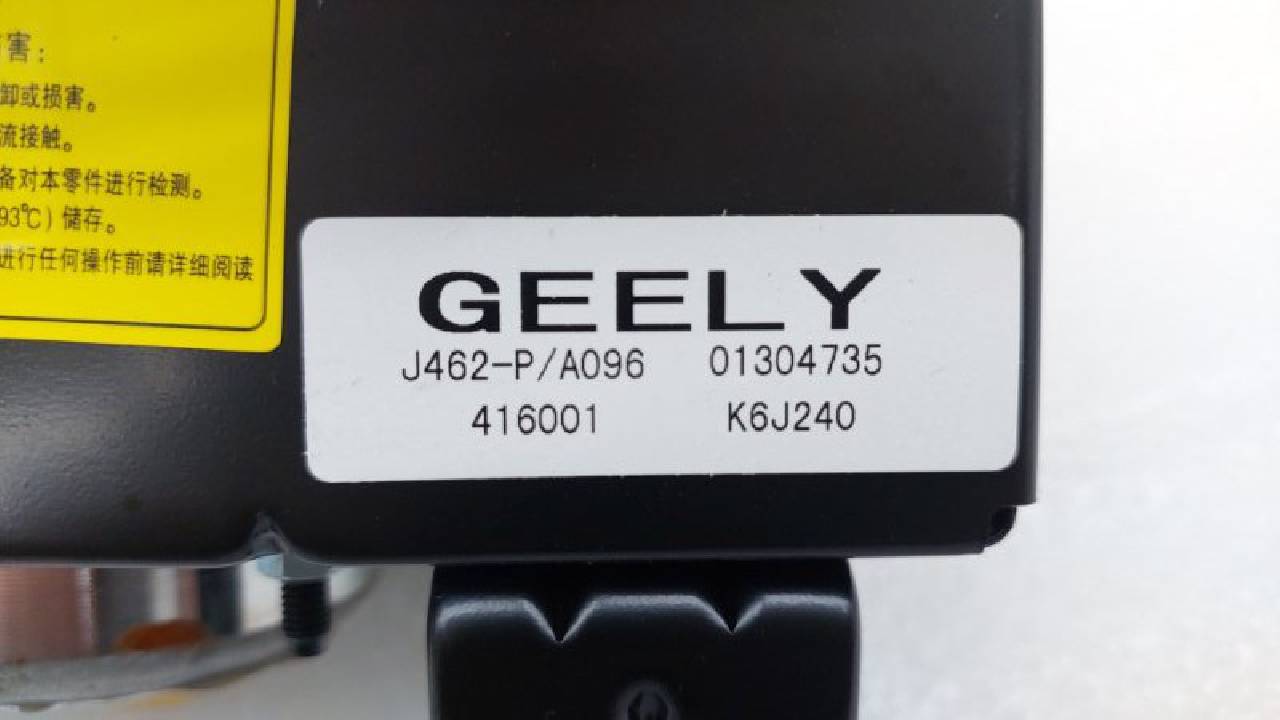 害：
卸或损害。
流接触。
备对本零件进行检测。
93℃）储存。
进行任何操作前请详细阅读
GEELY
J462-P/A096 01304735
416001 K6J240